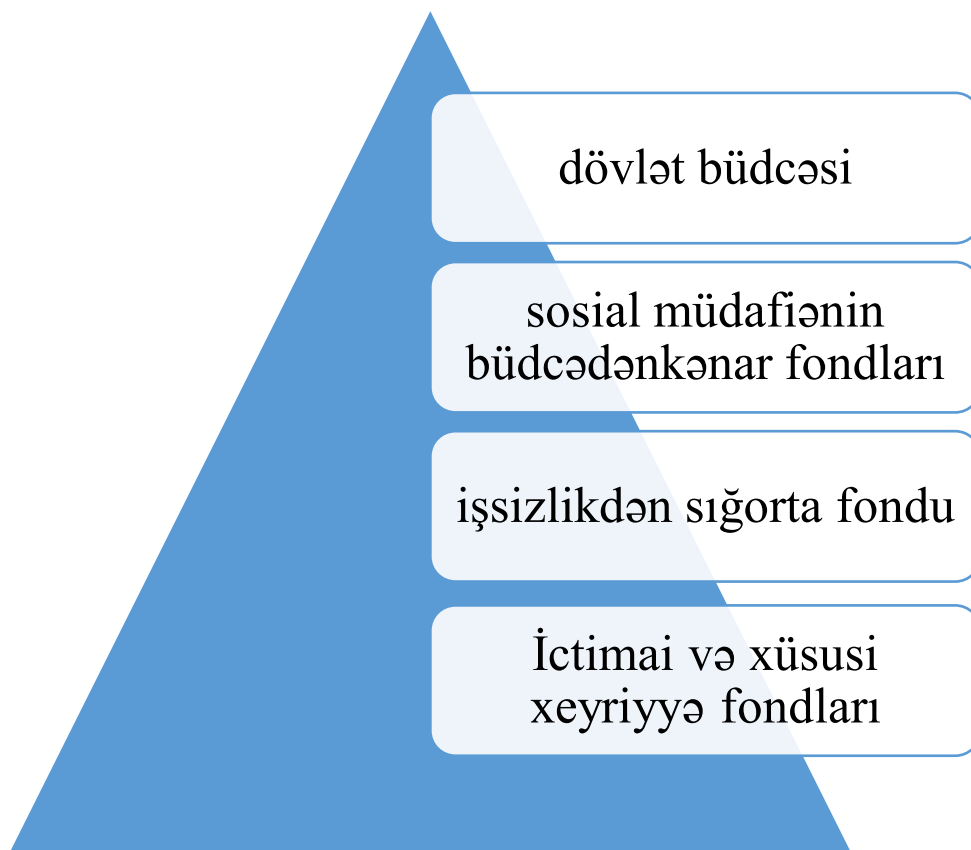 dövlət büdcəsi
sosial müdafiənin
büdcədənkənar fondları
işsizlikdən sığorta fondu
İctimai və xüsusi
xeyriyyə fondları